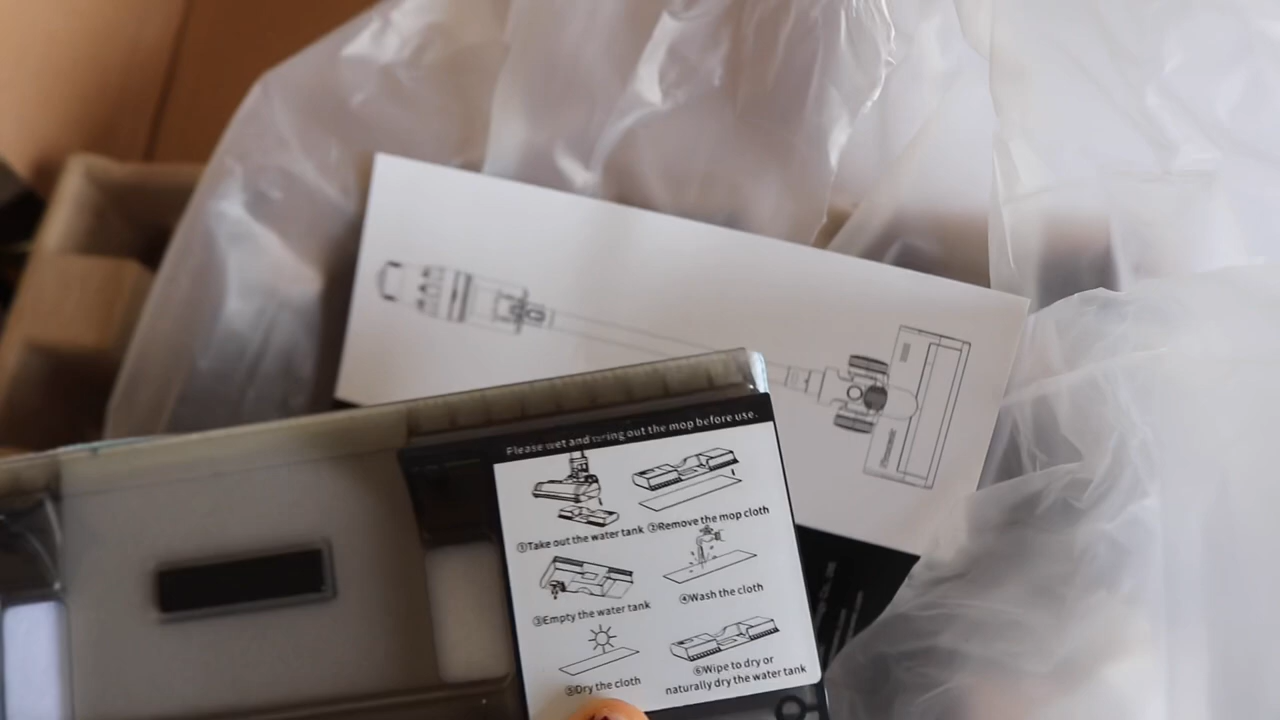 Please wet and wring out the mop before use.
①Take out the water tank ②Remove the mop cloth
③Empty the water tank ④Wash the cloth
⑤Dry the cloth ⑥Wipe to dry or
naturally dry the water tank